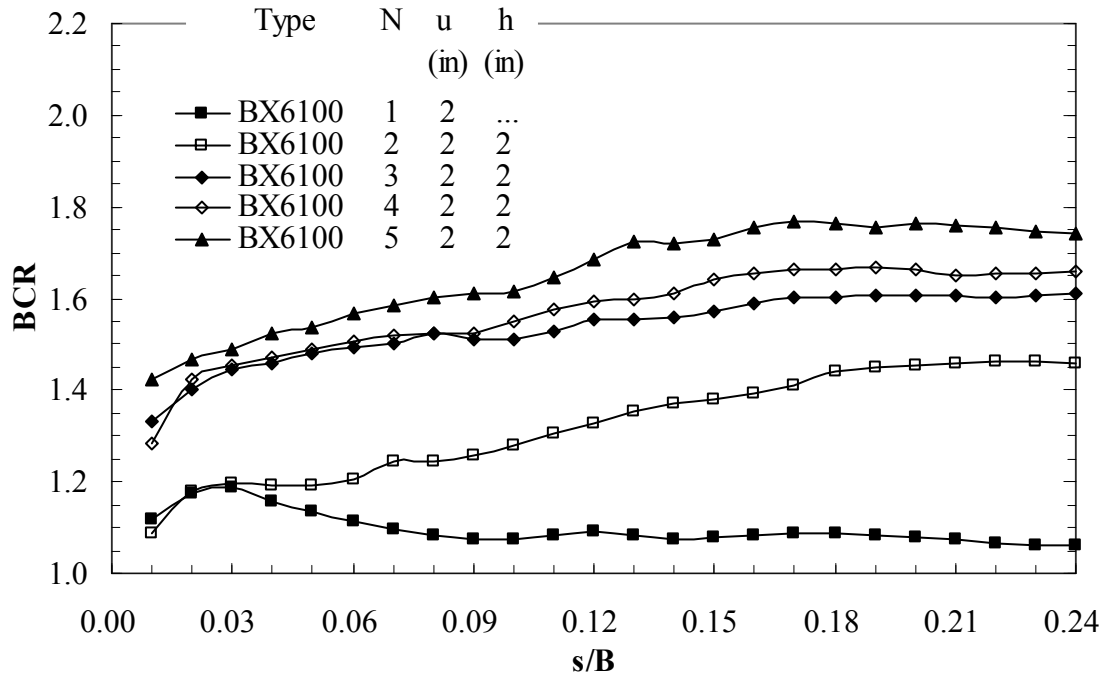 Type N u h
(in) (in)
BX6100 1 2 ...
BX6100 2 2 2
BX6100 3 2 2
BX6100 4 2 2
BX6100 5 2 2
2.2
2.0
1.8
1.6
1.4
1.2
1.0
BCR
0.00 0.03 0.06 0.09 0.12 0.15 0.18 0.21 0.24
s/B